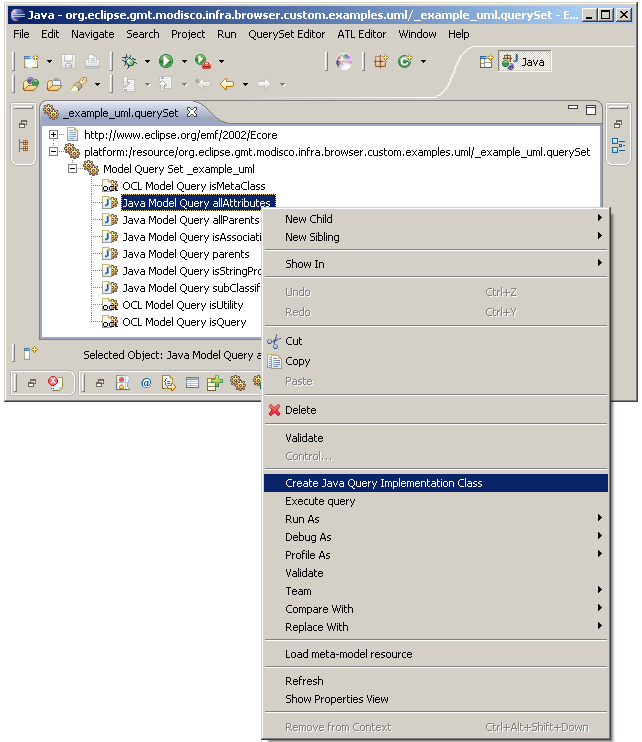 Java - org.eclipse.gmt.modisco.infra.browser.custom.examples.uml/_example_uml.querySet - E...
File Edit Navigate Search Project Run QuerySet Editor ATL Editor Window Help
Java
_example_uml.querySet
http://www.eclipse.org/emf/2002/Ecore
platform:/resource/org.eclipse.gmt.modisco.infra.browser.custom.examples.uml/_example_uml.querySet
Model Query Set _example_uml
OCL Model Query isMetaClass
Java Model Query allAttributes
Java Model Query allParents
Java Model Query isAssociati
Java Model Query parents
Java Model Query isStringPro
Java Model Query subClassif
OCL Model Query isUtility
OCL Model Query isQuery
Selected Object: Java Model Query a
New Child
New Sibling
Show In
Undo Ctrl+Z
Redo Ctrl+Y
Cut
Copy
Paste
Delete
Validate
Control...
Create Java Query Implementation Class
Execute query
Run As
Debug As
Profile As
Validate
Team
Compare With
Replace With
Load meta-model resource
Refresh
Show Properties View
Remove from Context Ctrl+Alt+Shift+Down